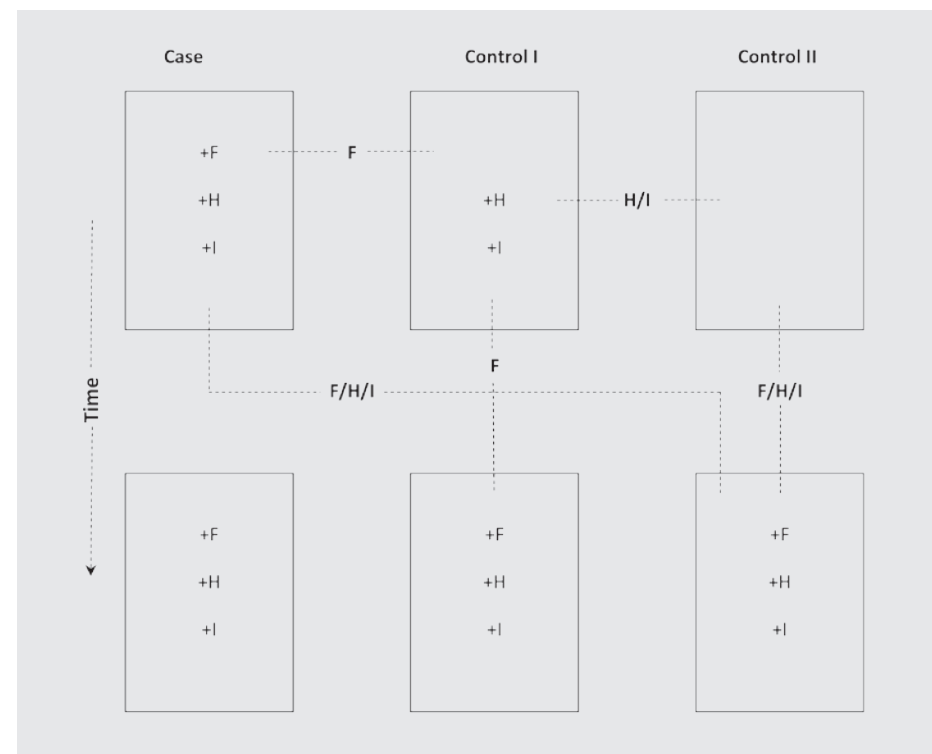 Case Control I Control II
+F F
+H +H H/I
+I +I
F
Time F/H/I F/H/I
+F +F +F
+H +H +H
+I +I +I